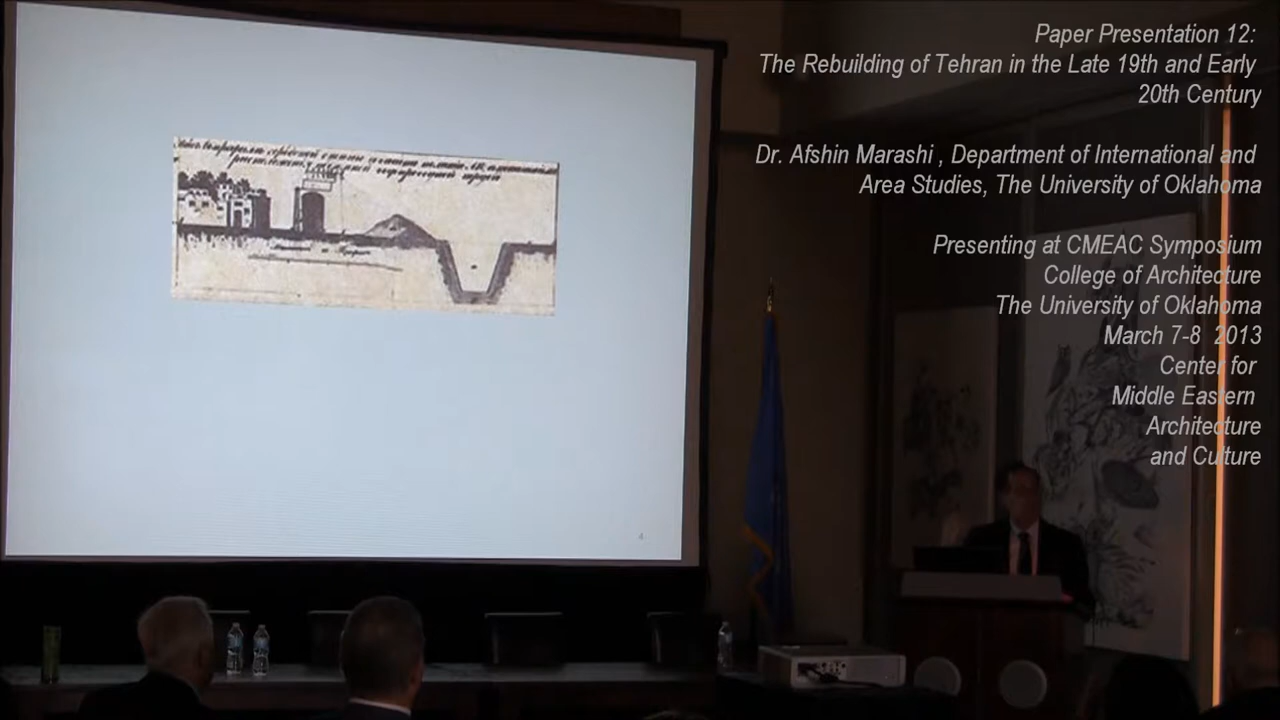 Paper Presentation 12:
The Rebuilding of Tehran in the Late 19th and Early
20th Century
Dr. Afshin Marashi , Department of International and
Area Studies, The University of Oklahoma
Presenting at CMEAC Symposium
College of Architecture
The University of Oklahoma
March 7-8 2013
Center for
Middle Eastern
Architecture
and Culture
4